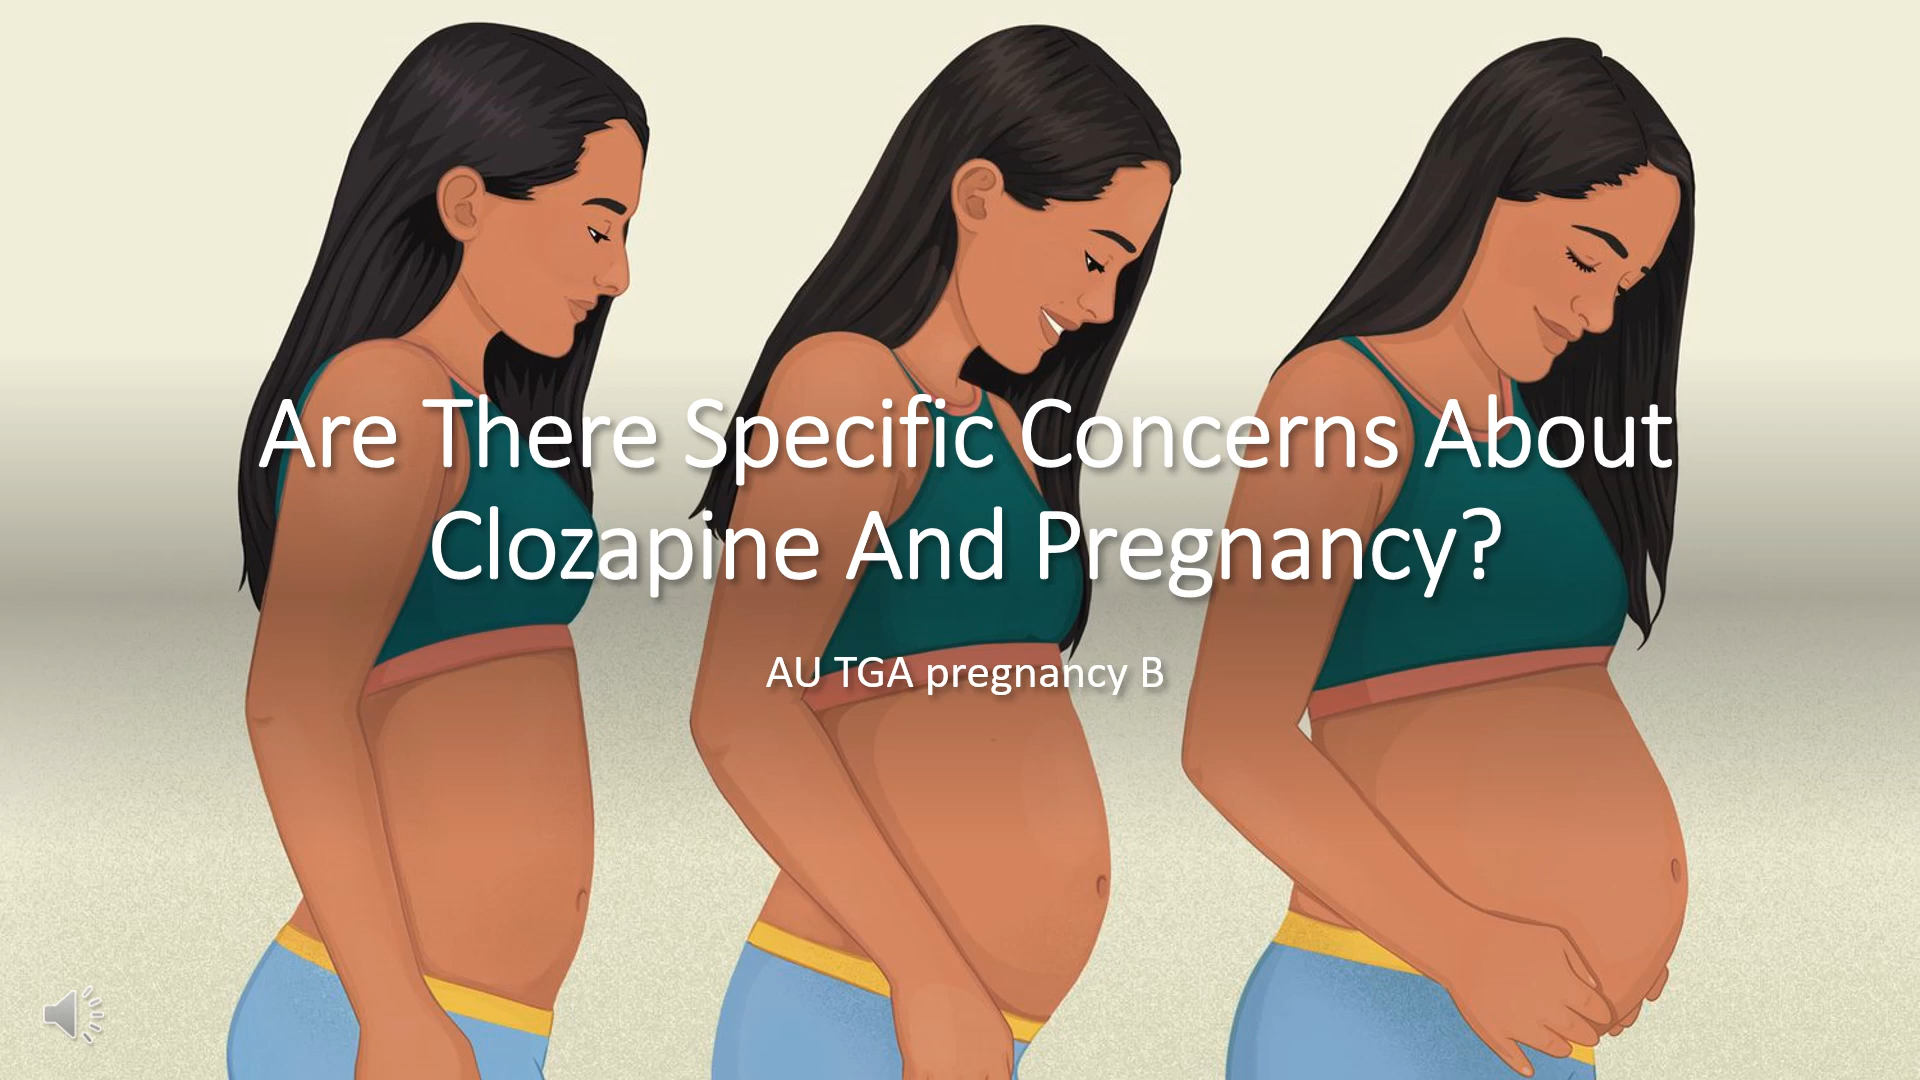 Are There Specific Concerns About
Clozapine And Pregnancy?
AU TGA pregnancy B